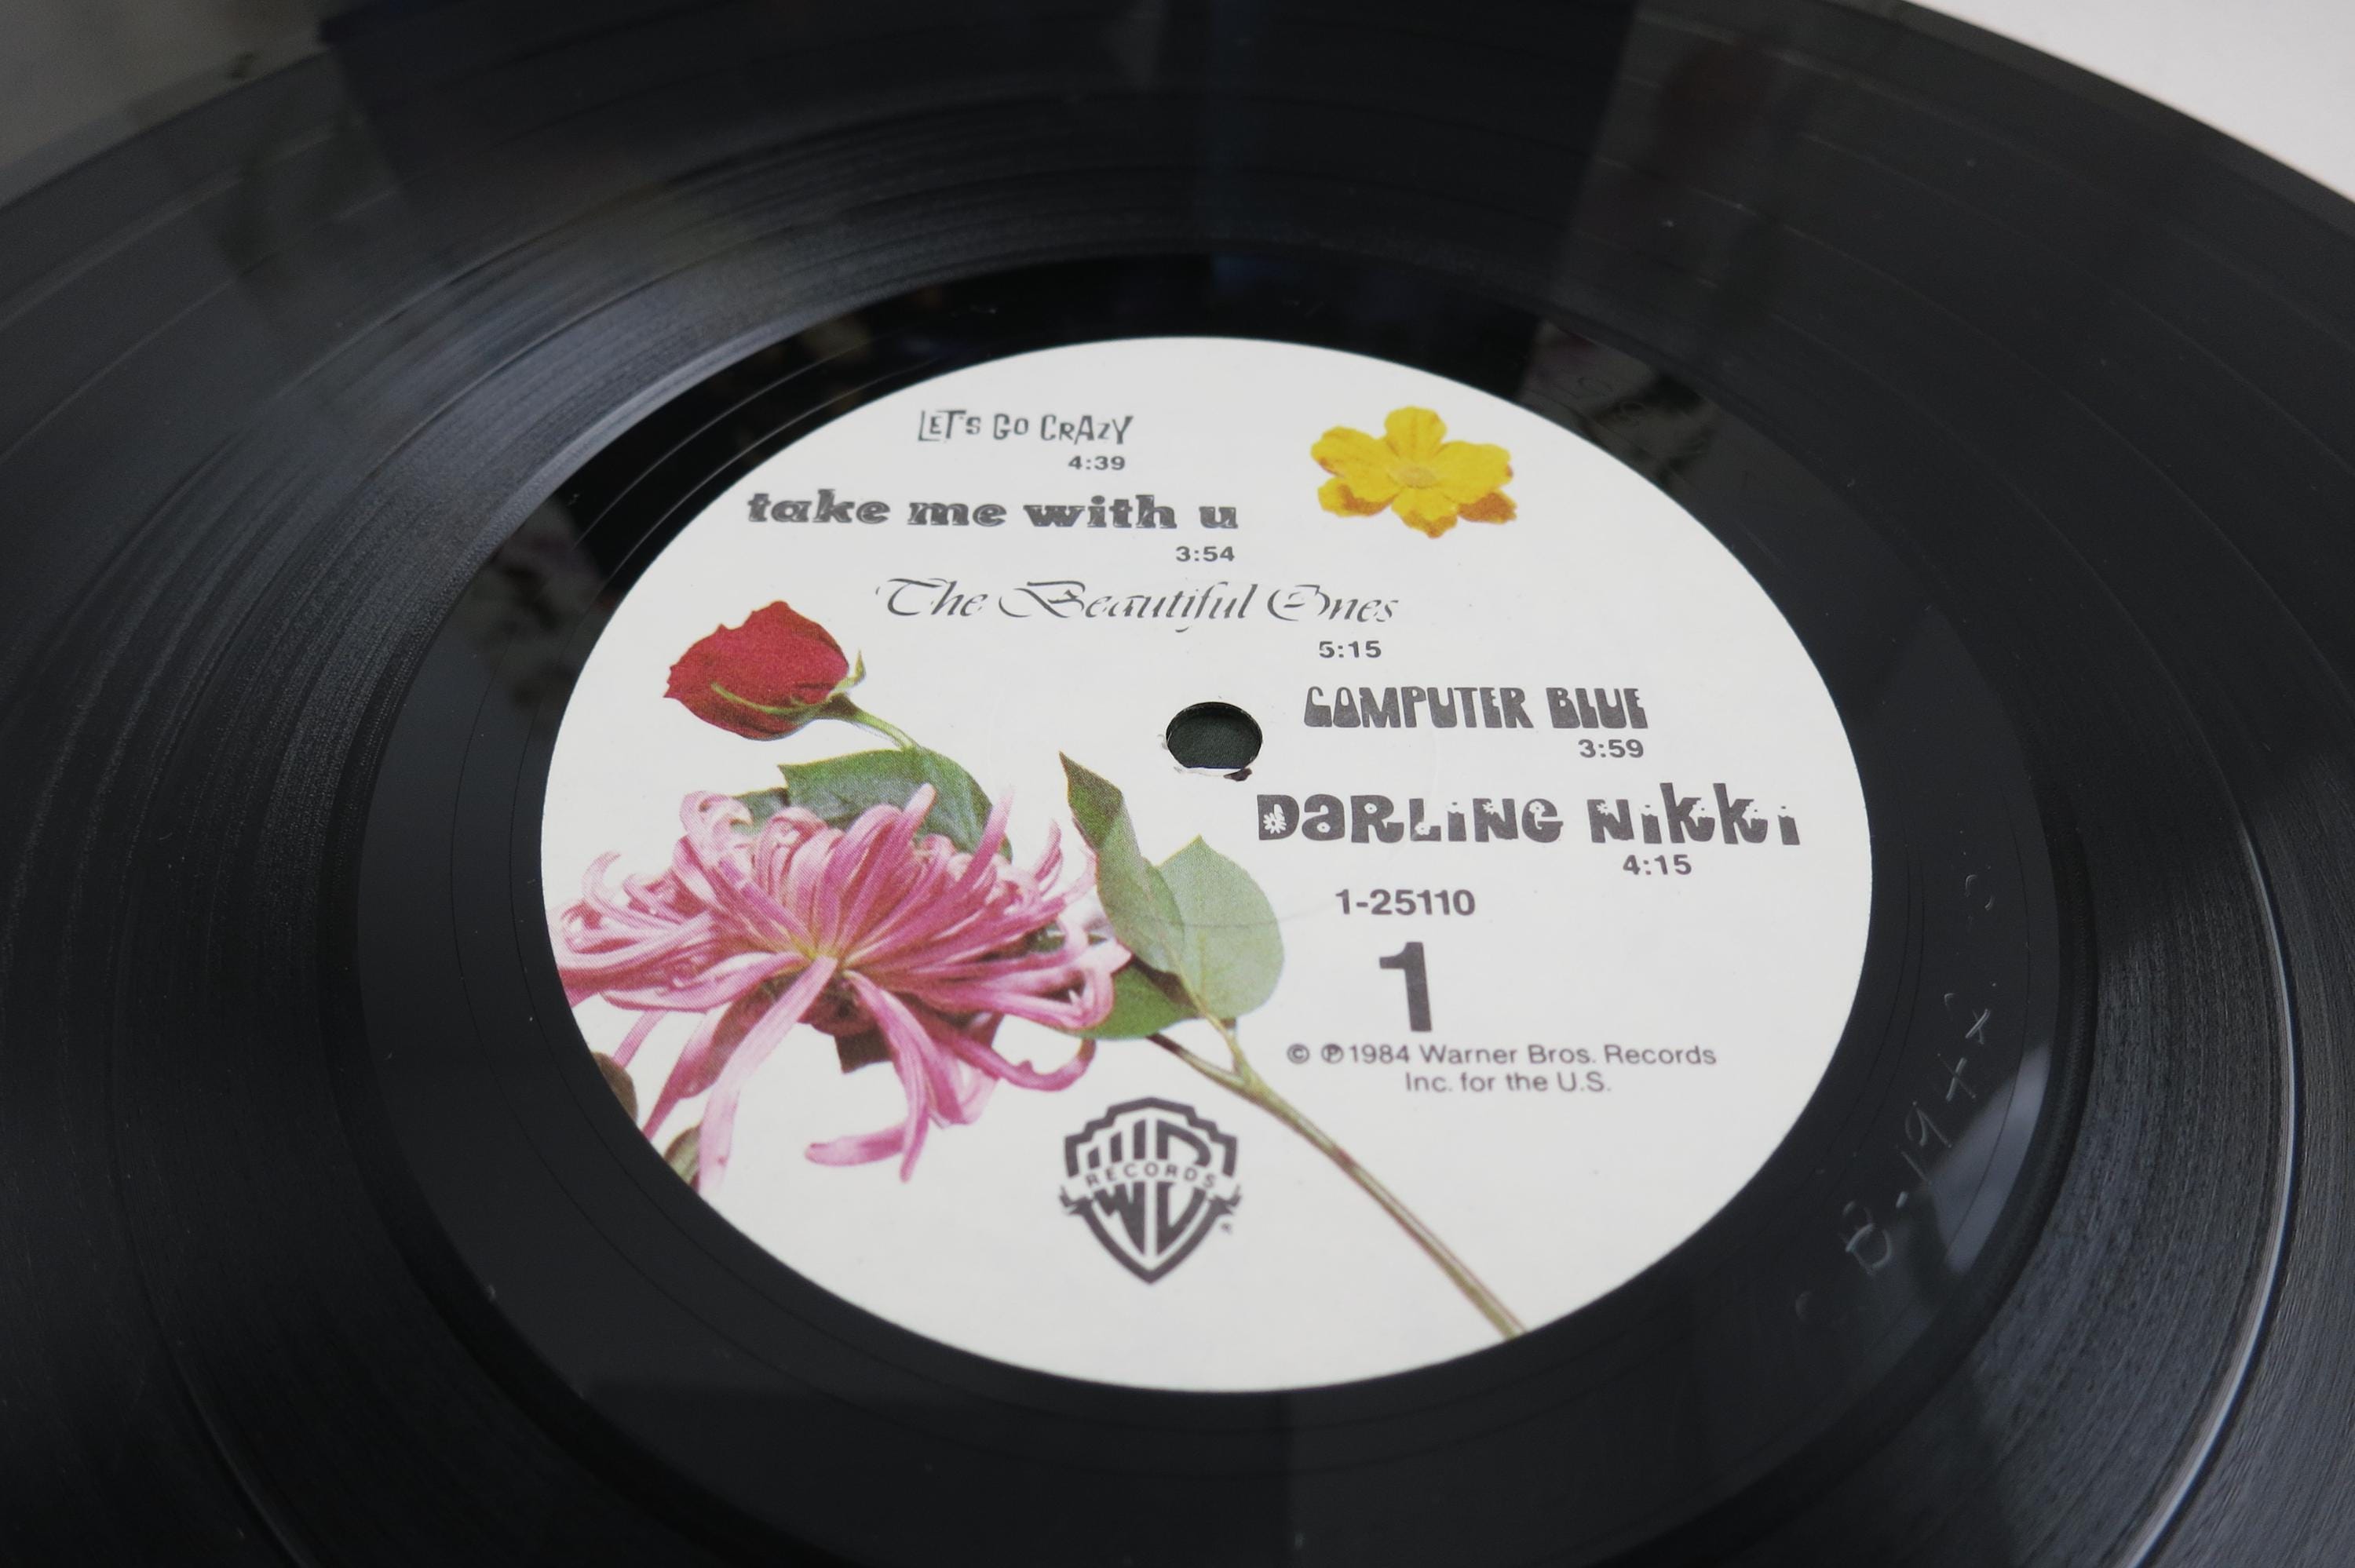 LET'S GO CRAZY
4:39
take me with u
3:54
The Beautiful Ones
5:15
COMPUTER BLUE
3:59
DaRLiNG Nikki
4:15
1-25110
1
© ℗ 1984 Warner Bros. Records
Inc. for the U.S.
RECORDS